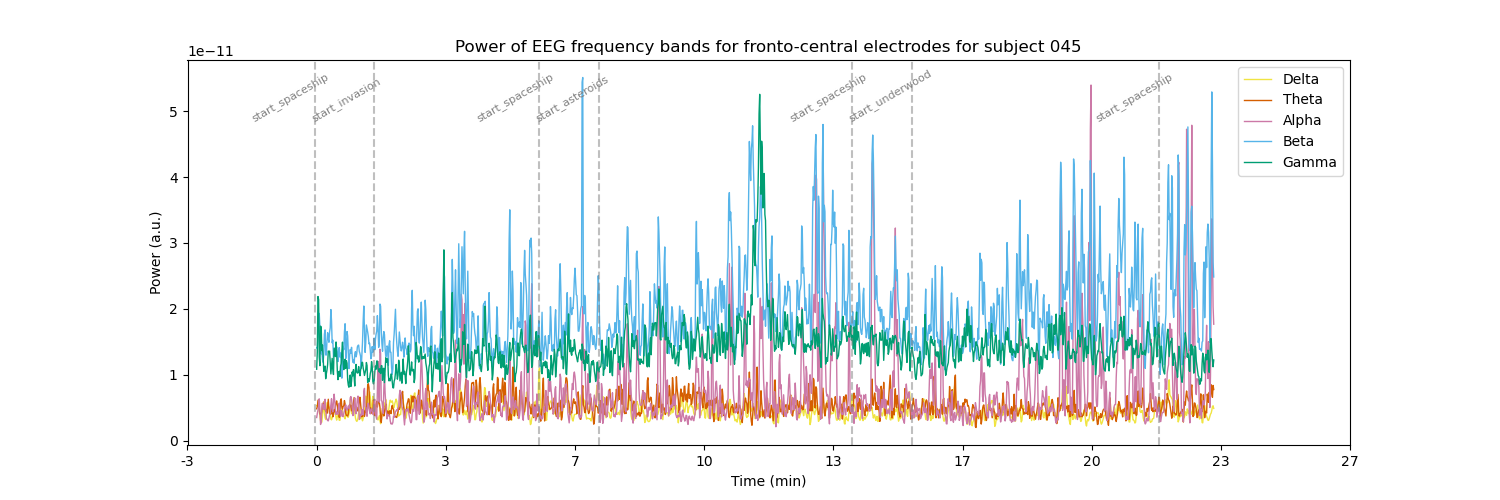 Power of EEG frequency bands for fronto-central electrodes for subject 045
1e−11
start_spaceship
start_invasion
start_spaceship
start_asteroids
start_spaceship
start_underwood
start_spaceship
Delta
Theta
Alpha
Beta
Gamma
5
4
3
2
1
0
Power (a.u.)
-3 0 3 7 10 13 17 20 23 27
Time (min)